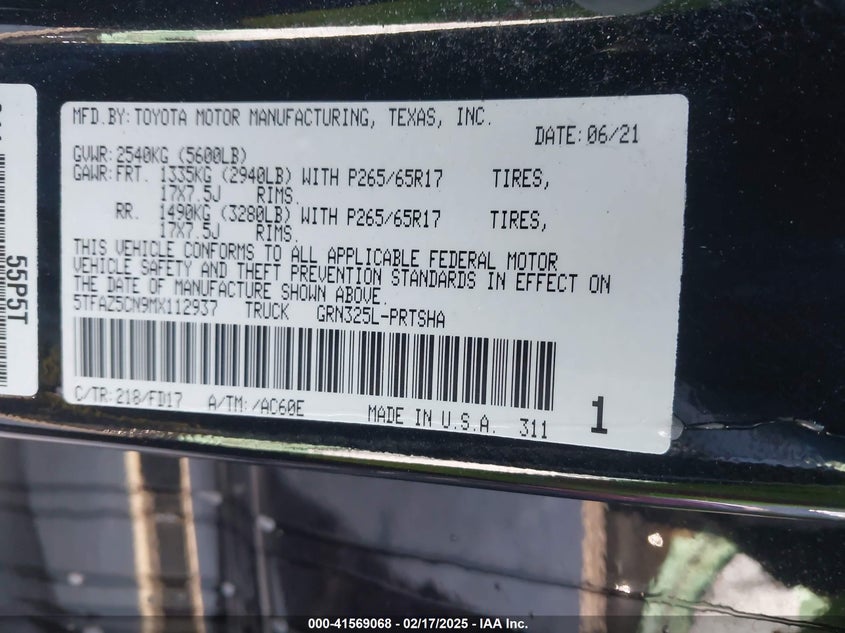 MFD.BY:TOYOTA MOTOR MANUFACTURING, TEXAS, INC.
DATE:06/21
GVWR:2540KG (5600LB)
GAWR:FRT. 1335KG (2940LB) WITH P265/65R17 TIRES,
17X7.5J RIMS.
RR. 1490KG (3280LB) WITH P265/65R17 TIRES,
17X7.5J RIMS.
THIS VEHICLE CONFORMS TO ALL APPLICABLE FEDERAL MOTOR
VEHICLE SAFETY AND THEFT PREVENTION STANDARDS IN EFFECT ON
THE DATE OF MANUFACTURE SHOWN ABOVE.
5TFAZ5CN9MX112937 TRUCK GRN325L-PRTSHA
C/TR:218/FD17 A/TM:/AC60E MADE IN U.S.A. 311 1
55P5T
000-41569068 - 02/17/2025 - IAA Inc.